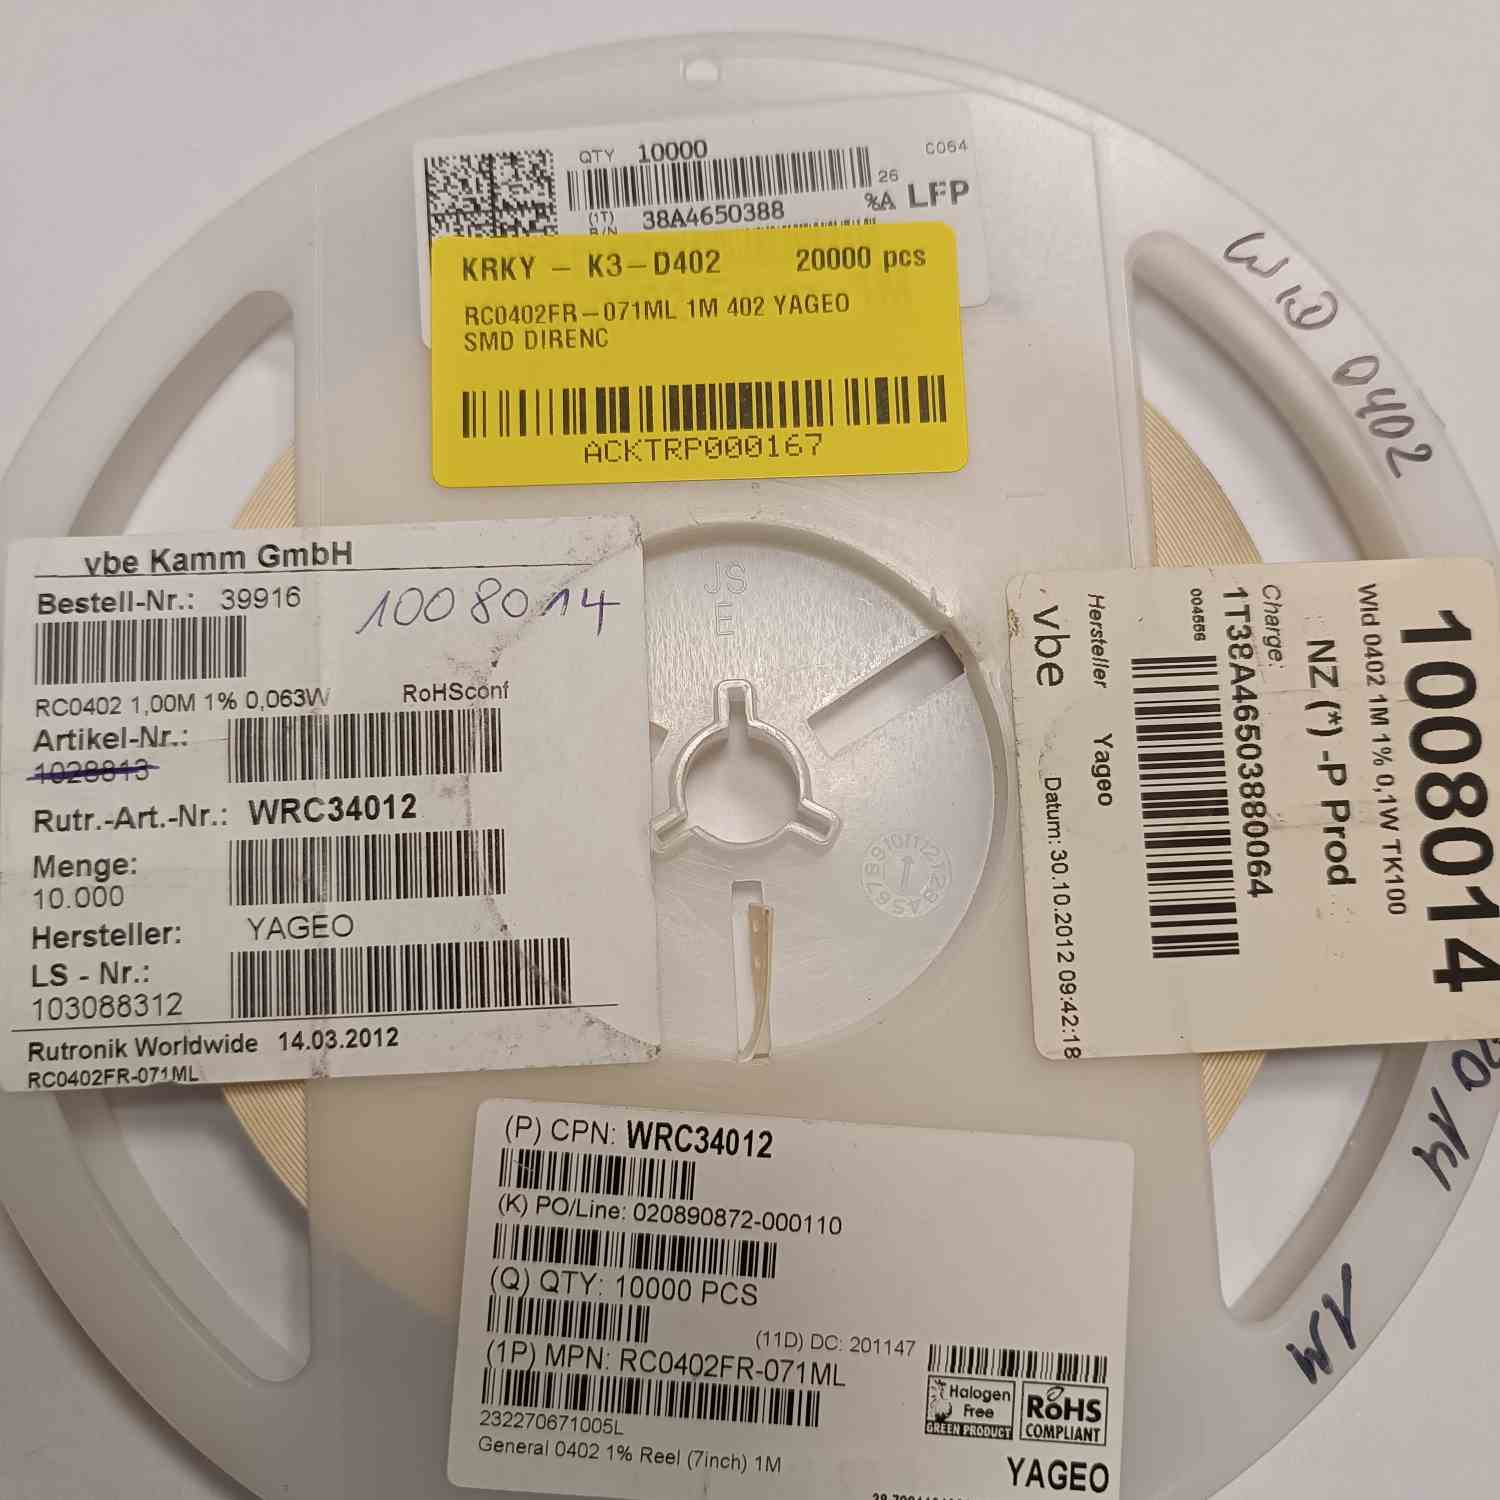 QTY 10000
C064
26
(1T) 38A4650388
%A LFP
KRKY - K3-D402 20000 pcs
RC0402FR-071ML 1M 402 YAGEO
SMD DIRENC
ACKTRP000167
WID 0402
vbe Kamm GmbH
Bestell-Nr.: 39916
1008014
RC0402 1,00M 1% 0,063W RoHSconf
Artikel-Nr.:
1028813
Rutr.-Art.-Nr.: WRC34012
Menge:
10.000
Hersteller: YAGEO
LS - Nr.:
103088312
Rutronik Worldwide 14.03.2012
RC0402FR-071ML
JS
E
1008014
Wid 0402 1M 1% 0,1W TK100
NZ (*) -P Prod
Charge:
1T38A46503880064
004556
Hersteller Yageo
vbe Datum: 30.10.2012 09:42:18
(P) CPN: WRC34012
(K) PO/Line: 020890872-000110
(Q) QTY: 10000 PCS
(11D) DC: 201147
(1P) MPN: RC0402FR-071ML
232270671005L
General 0402 1% Reel (7inch) 1M
Halogen
Free
GREEN PRODUCT
RoHS
COMPLIANT
YAGEO